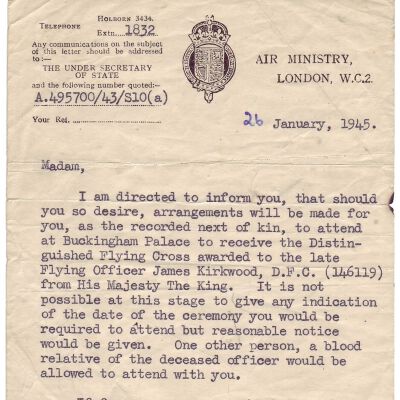 TELEPHONE
HOLBORN 3434.
Extn. 1832
Any communications on the subject
of this letter should be addressed
to:—
THE UNDER SECRETARY
OF STATE
and the following number quoted:—
A.495700/43/S10(a)
Your Ref.
AIR MINISTRY,
LONDON, W.C.2.
26 January, 1945.
Madam,
I am directed to inform you, that should
you so desire, arrangements will be made for
you, as the recorded next of kin, to attend
at Buckingham Palace to receive the Distin-
guished Flying Cross awarded to the late
Flying Officer James Kirkwood, D.F.C. (146119)
from His Majesty The King. It is not
possible at this stage to give any indication
of the date of the ceremony you would be
required to attend but reasonable notice
would be given. One other person, a blood
relative of the deceased officer would be
allowed to attend with you.